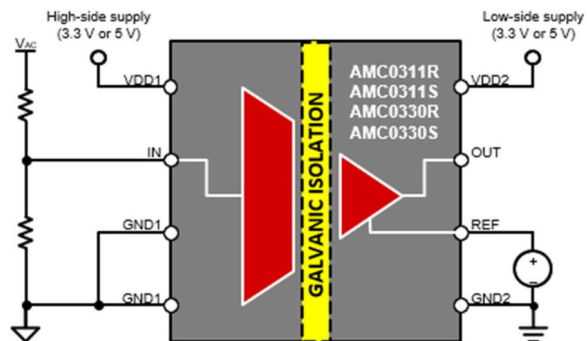 High-side supply
(3.3 V or 5 V)
Low-side supply
(3.3 V or 5 V)
VAC
VDD1
AMC0311R
AMC0311S
AMC0330R
AMC0330S
VDD2
IN
OUT
GALVANIC ISOLATION
GND1
REF
+
−
GND1
GND2